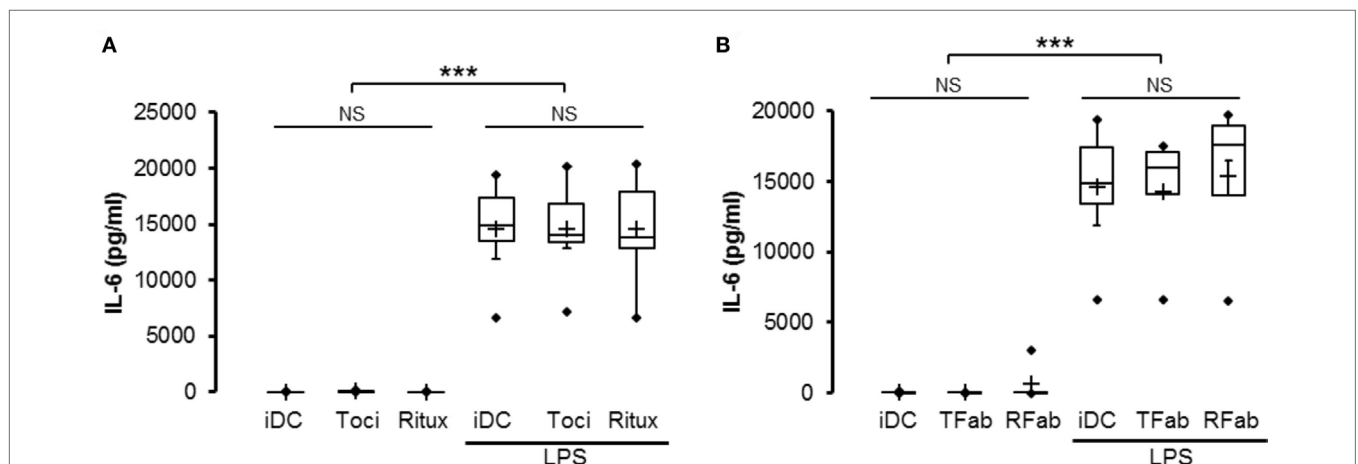 A
***
NS NS
25000
20000
15000
10000
5000
0
IL-6 (pg/ml)
iDC Toci Ritux iDC Toci Ritux
LPS
B
***
NS NS
20000
15000
10000
5000
0
IL-6 (pg/ml)
iDC TFab RFab iDC TFab RFab
LPS